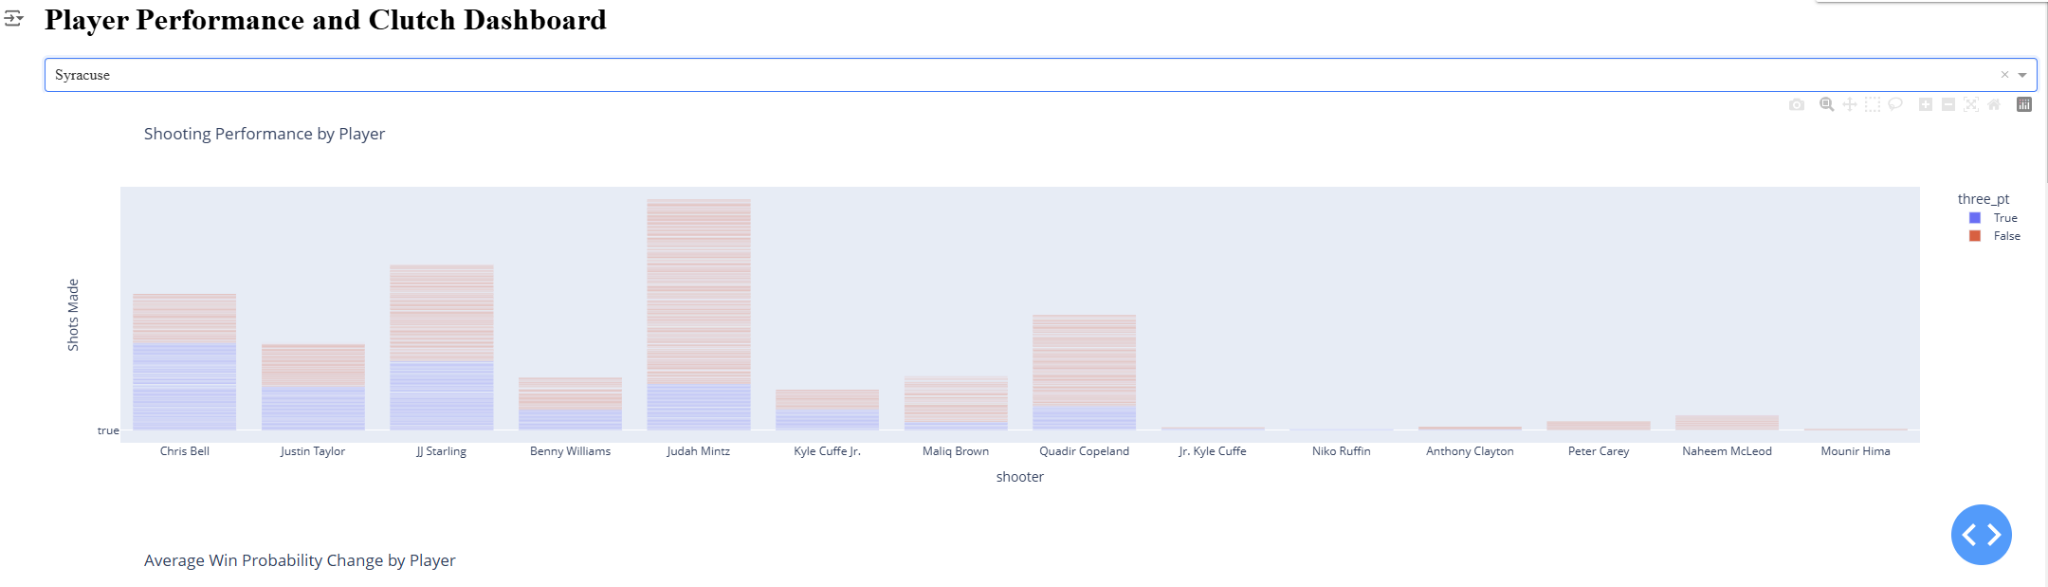 Player Performance and Clutch Dashboard
Syracuse
Shooting Performance by Player
three_pt
True
False
Shots Made
true
Chris Bell Justin Taylor JJ Starling Benny Williams Judah Mintz Kyle Cuffe Jr. Maliq Brown Quadir Copeland Jr. Kyle Cuffe Niko Ruffin Anthony Clayton Peter Carey Naheem McLeod Mounir Hima
shooter
Average Win Probability Change by Player